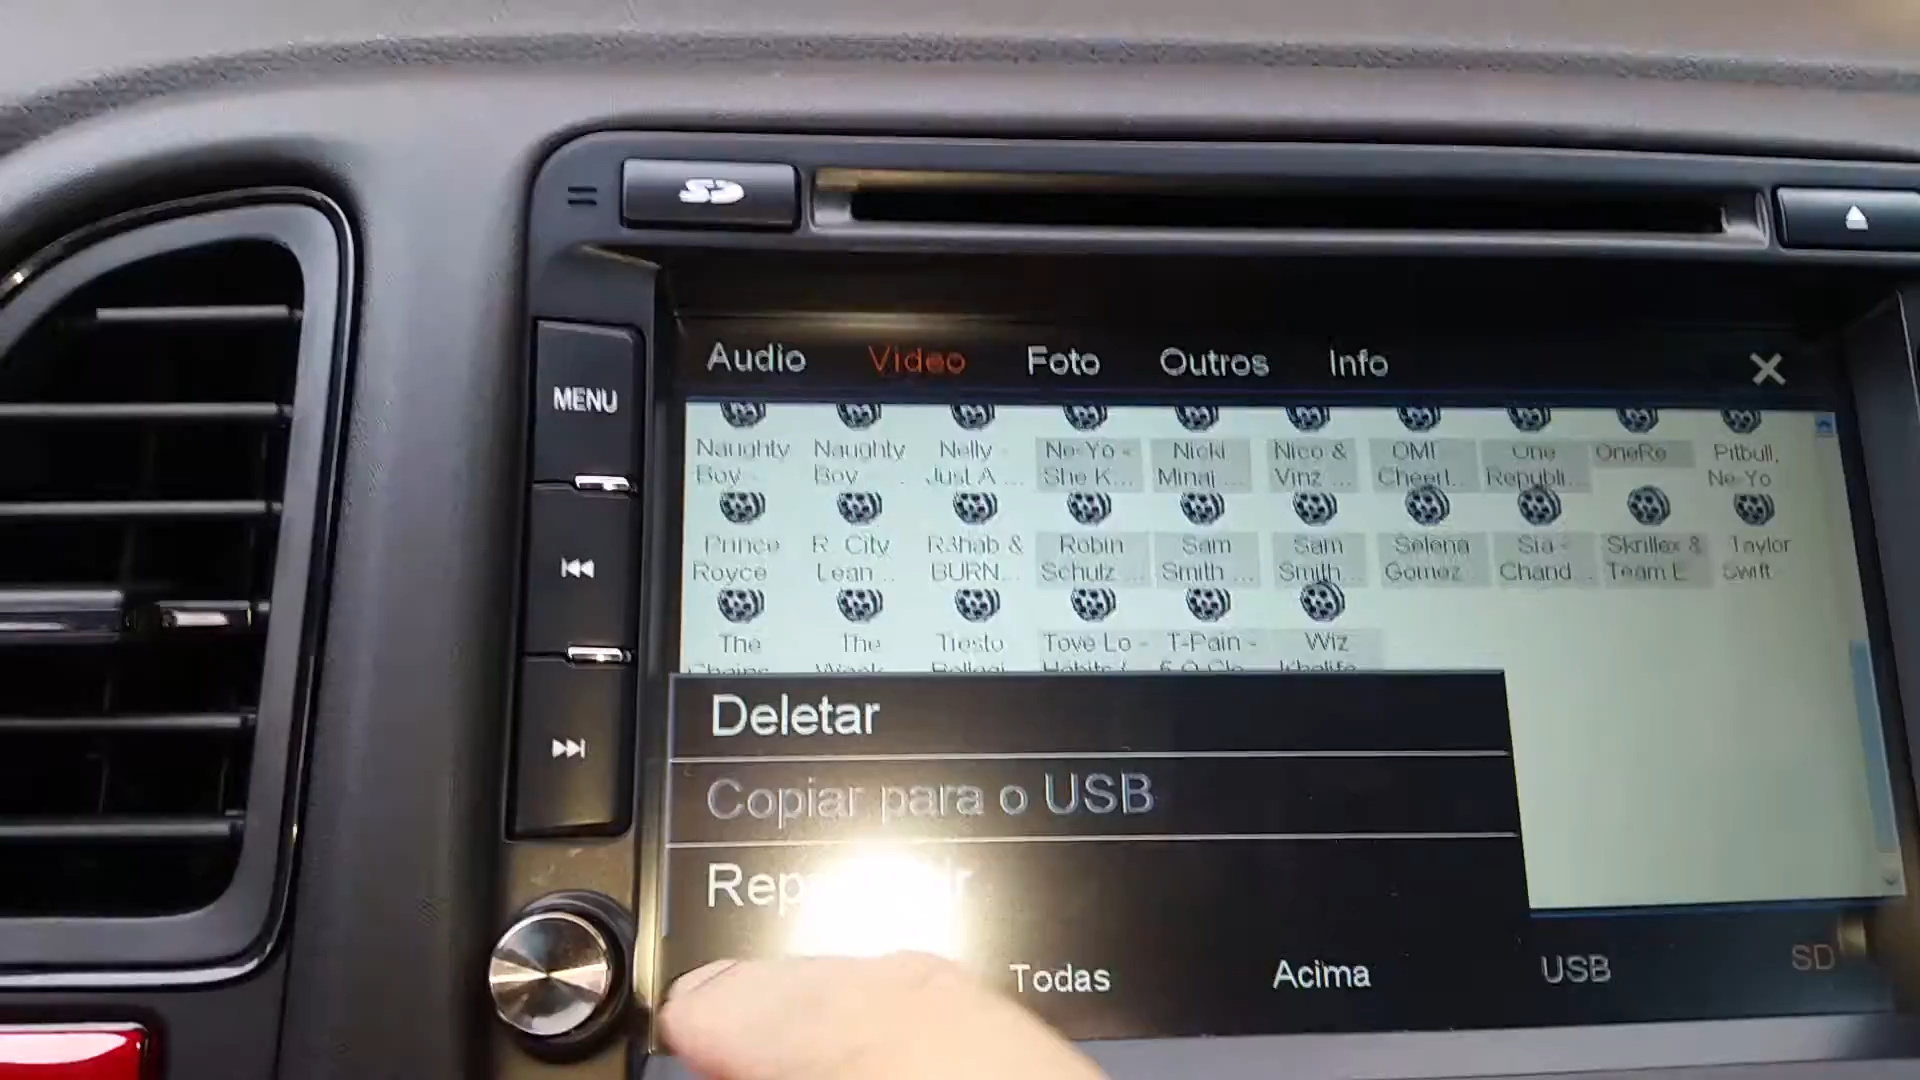 SD
MENU
Audio Video Foto Outros Info
Naughty Naughty Nelly - Ne-Yo - Nicki Nico & OMI One OneRe Pitbull,
Boy - Boy ... Just A ... She K... Minaj ... Vinz ... Cheerl... Republi... Ne-Yo
Prince R. City R3hab & Robin Sam Sam Selena Sia - Skrillex & Taylor
Royce Lean ... BURN... Schulz ... Smith ... Smith... Gomez Chand... Team E Swift
The The Tiesto Tove Lo - T-Pain - Wiz
Deletar
Copiar para o USB
Todas Acima USB SD